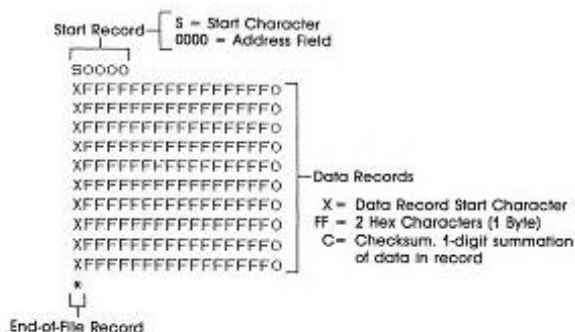 Start Record
S = Start Character
0000 = Address Field
S0000
XFFFFFFFFFFFFFFFF0
XFFFFFFFFFFFFFFFF0
XFFFFFFFFFFFFFFFF0
XFFFFFFFFFFFFFFFF0
XFFFFFFFFFFFFFFFF0
XFFFFFFFFFFFFFFFF0
XFFFFFFFFFFFFFFFF0
XFFFFFFFFFFFFFFFF0
XFFFFFFFFFFFFFFFF0
XFFFFFFFFFFFFFFFF0
*
Data Records
X = Data Record Start Character
FF = 2 Hex Characters (1 Byte)
C = Checksum, 1-digit summation
of data in record
End-of-File Record